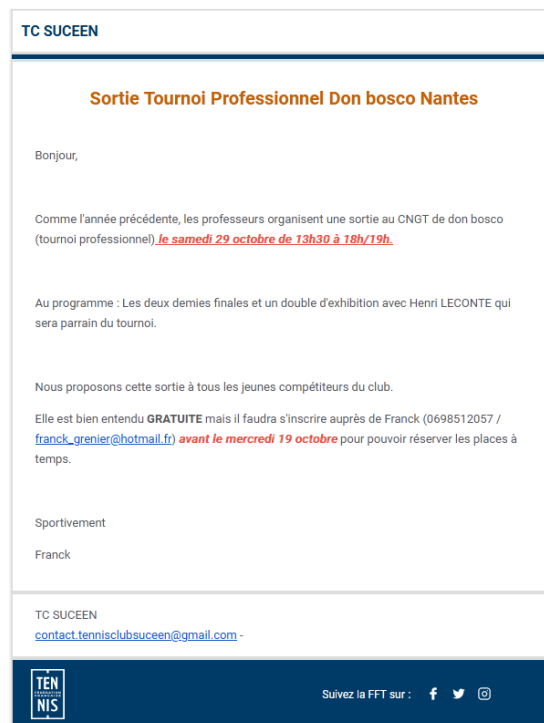 TC SUCEEN
Sortie Tournoi Professionnel Don bosco Nantes
Bonjour,
Comme l'année précédente, les professeurs organisent une sortie au CNGT de don bosco
(tournoi professionnel) le samedi 29 octobre de 13h30 à 18h/19h.
Au programme : Les deux demies finales et un double d'exhibition avec Henri LECONTE qui
sera parrain du tournoi.
Nous proposons cette sortie à tous les jeunes compétiteurs du club.
Elle est bien entendu GRATUITE mais il faudra s'inscrire auprès de Franck (0698512057 /
franck_grenier@hotmail.fr) avant le mercredi 19 octobre pour pouvoir réserver les places à
temps.
Sportivement
Franck
TC SUCEEN
contact.tennisclubsuceen@gmail.com -
TEN
FÉDÉRATION
FRANÇAISE
NIS
Suivez la FFT sur :